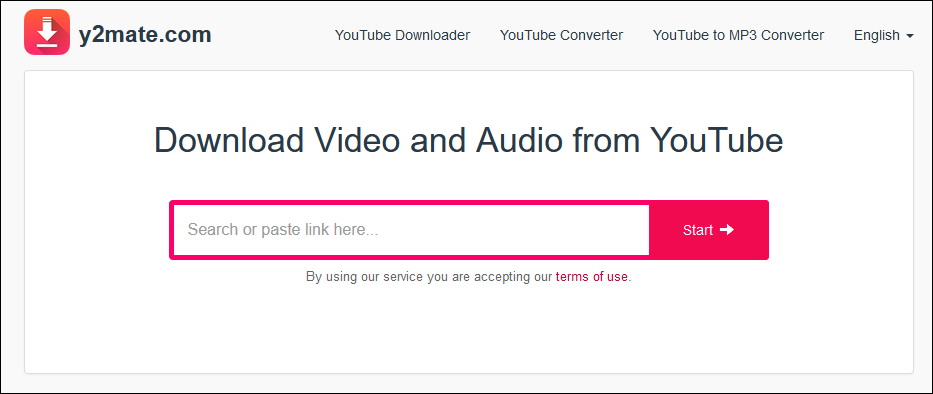 y2mate.com
YouTube Downloader
YouTube Converter
YouTube to MP3 Converter
English
Download Video and Audio from YouTube
Search or paste link here...
Start
By using our service you are accepting our terms of use.